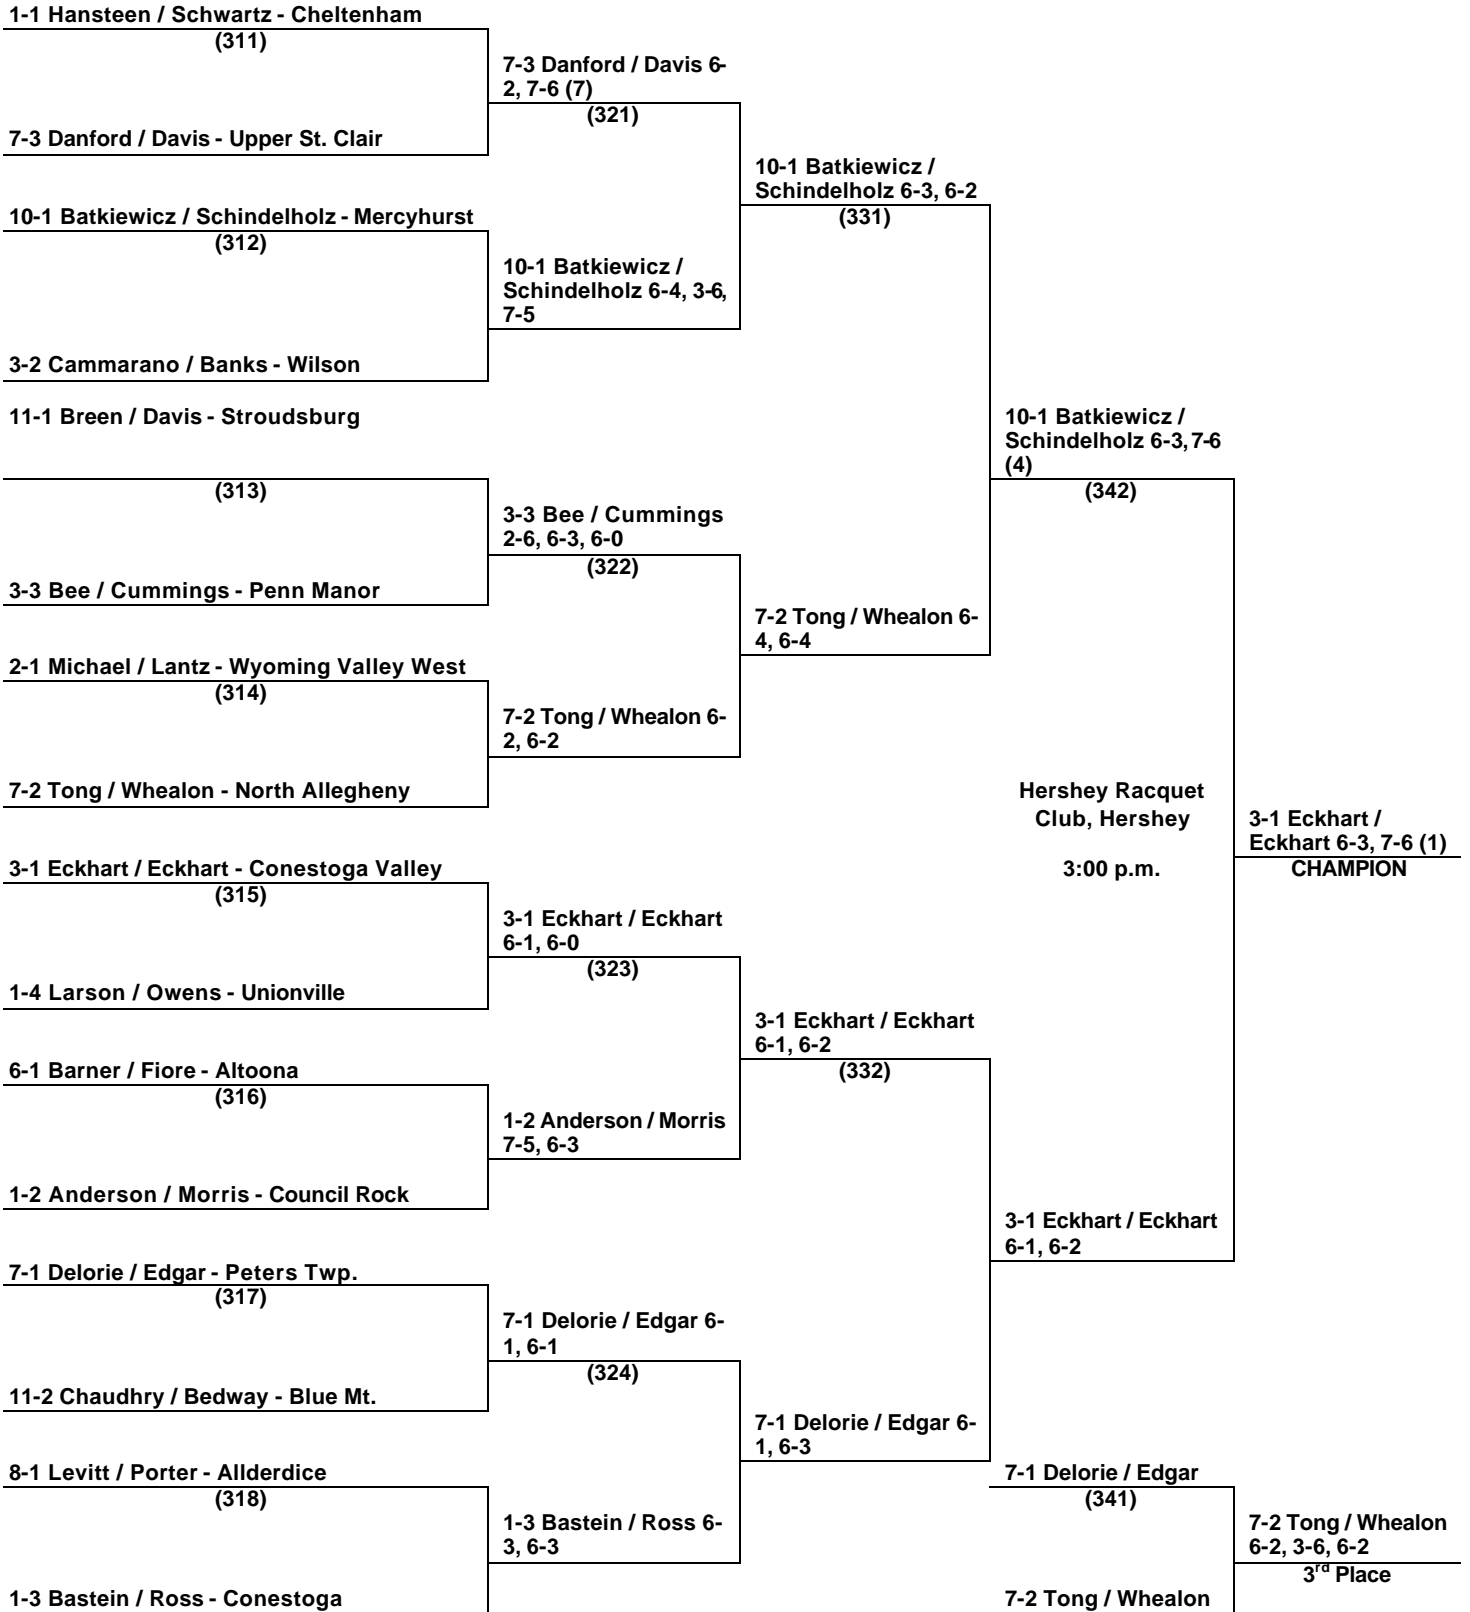 1-1 Hansteen / Schwartz - Cheltenham
(311)
7-3 Danford / Davis 6-
2, 7-6 (7)
(321)
7-3 Danford / Davis - Upper St. Clair
10-1 Batkiewicz /
Schindelholz 6-3, 6-2
(331)
10-1 Batkiewicz / Schindelholz - Mercyhurst
(312)
10-1 Batkiewicz /
Schindelholz 6-4, 3-6,
7-5
3-2 Cammarano / Banks - Wilson
11-1 Breen / Davis - Stroudsburg
10-1 Batkiewicz /
Schindelholz 6-3, 7-6
(4)
(342)
(313)
3-3 Bee / Cummings
2-6, 6-3, 6-0
(322)
3-3 Bee / Cummings - Penn Manor
7-2 Tong / Whealon 6-
4, 6-4
2-1 Michael / Lantz - Wyoming Valley West
(314)
7-2 Tong / Whealon 6-
2, 6-2
7-2 Tong / Whealon - North Allegheny
Hershey Racquet
Club, Hershey
3:00 p.m.
3-1 Eckhart /
Eckhart 6-3, 7-6 (1)
CHAMPION
3-1 Eckhart / Eckhart - Conestoga Valley
(315)
3-1 Eckhart / Eckhart
6-1, 6-0
(323)
1-4 Larson / Owens - Unionville
3-1 Eckhart / Eckhart
6-1, 6-2
(332)
6-1 Barner / Fiore - Altoona
(316)
1-2 Anderson / Morris
7-5, 6-3
1-2 Anderson / Morris - Council Rock
3-1 Eckhart / Eckhart
6-1, 6-2
7-1 Delorie / Edgar - Peters Twp.
(317)
7-1 Delorie / Edgar 6-
1, 6-1
(324)
11-2 Chaudhry / Bedway - Blue Mt.
7-1 Delorie / Edgar 6-
1, 6-3
8-1 Levitt / Porter - Allderdice
(318)
7-1 Delorie / Edgar
(341)
1-3 Bastein / Ross 6-
3, 6-3
7-2 Tong / Whealon
6-2, 3-6, 6-2
3rd Place
1-3 Bastein / Ross - Conestoga
7-2 Tong / Whealon